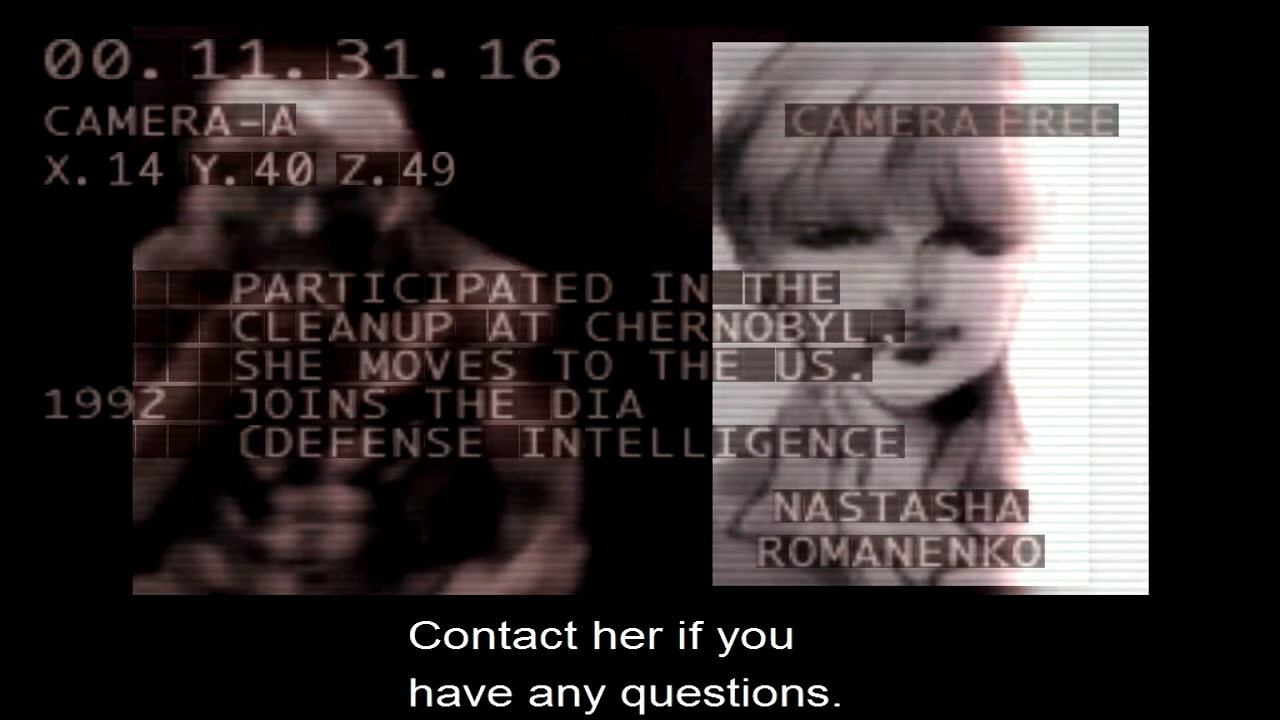 00.11.31.16
CAMERA-A
CAMERA FREE
X.14 Y.40 Z.49
PARTICIPATED IN THE
CLEANUP AT CHERNOBYL.
SHE MOVES TO THE US.
1992 JOINS THE DIA
(DEFENSE INTELLIGENCE
NASTASHA
ROMANENKO
Contact her if you
have any questions.